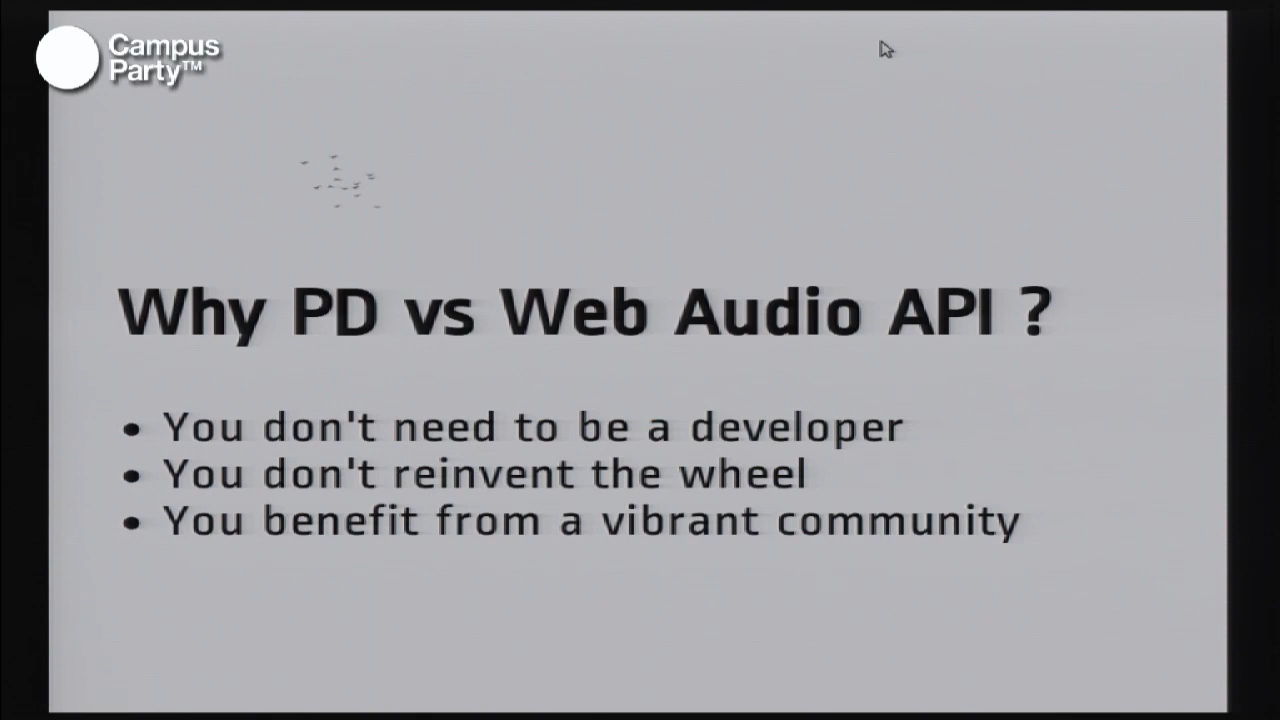 Campus
Party™
Why PD vs Web Audio API ?
• You don't need to be a developer
• You don't reinvent the wheel
• You benefit from a vibrant community